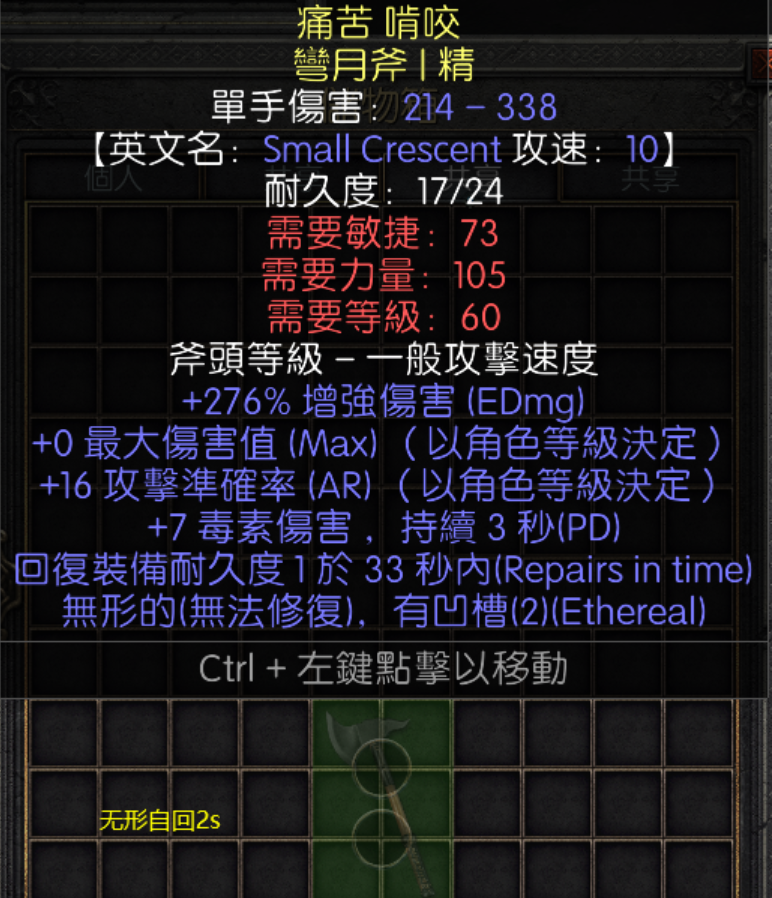 痛苦 啃咬
彎月斧 | 精
單手傷害： 214 - 338
【英文名： Small Crescent 攻速： 10】
個人 共享 共享
耐久度： 17/24
需要敏捷： 73
需要力量： 105
需要等級： 60
斧頭等級 - 一般攻擊速度
+276% 增強傷害 (EDmg)
+0 最大傷害值 (Max) （以角色等級決定）
+16 攻擊準確率 (AR) （以角色等級決定）
+7 毒素傷害， 持續 3 秒(PD)
回復裝備耐久度 1 於 33 秒內(Repairs in time)
無形的(無法修復)， 有凹槽(2)(Ethereal)
Ctrl + 左鍵點擊以移動
无形自回2s